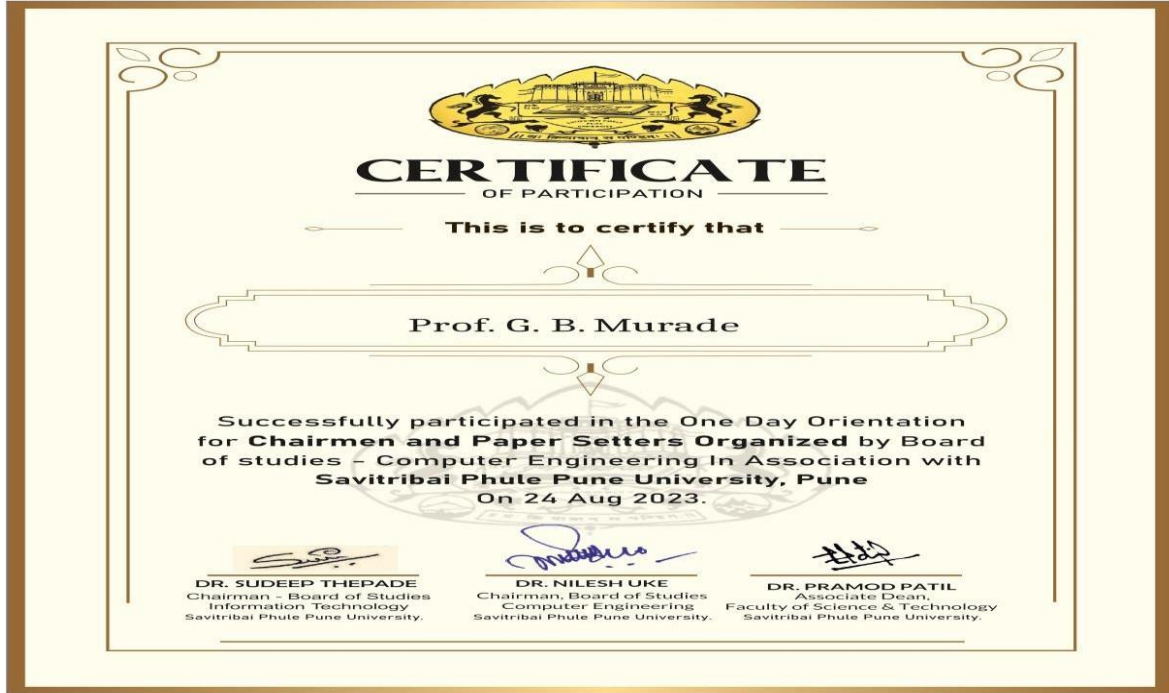 CERTIFICATE
OF PARTICIPATION
This is to certify that
Prof. G. B. Murade
Successfully participated in the One Day Orientation
for Chairmen and Paper Setters Organized by Board
of studies – Computer Engineering In Association with
Savitribai Phule Pune University, Pune
On 24 Aug 2023.
DR. SUDEEP THEPADE
Chairman - Board of Studies
Information Technology
Savitribai Phule Pune University.
DR. NILESH UKE
Chairman, Board of Studies
Computer Engineering
Savitribai Phule Pune University.
DR. PRAMOD PATIL
Associate Dean,
Faculty of Science & Technology
Savitribai Phule Pune University.